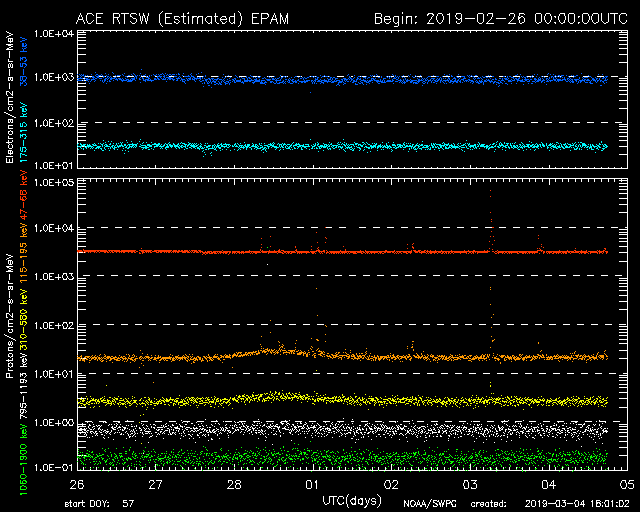 ACE RTSW (Estimated) EPAM Begin: 2019-02-26 00:00:00UTC
Electrons/cm2-s-sr-MeV
175-315 keV 38-53 keV
1.0E+04
1.0E+03
1.0E+02
1.0E+01
Protons/cm2-s-sr-MeV
1060-1900 keV 795-1193 keV 310-580 keV 115-195 keV 47-68 keV
1.0E+05
1.0E+04
1.0E+03
1.0E+02
1.0E+01
1.0E+00
1.0E-01
26 27 28 01 02 03 04 05
UTC(days)
start DOY: 57 NOAA/SWPC created: 2019-03-04 16:01:02